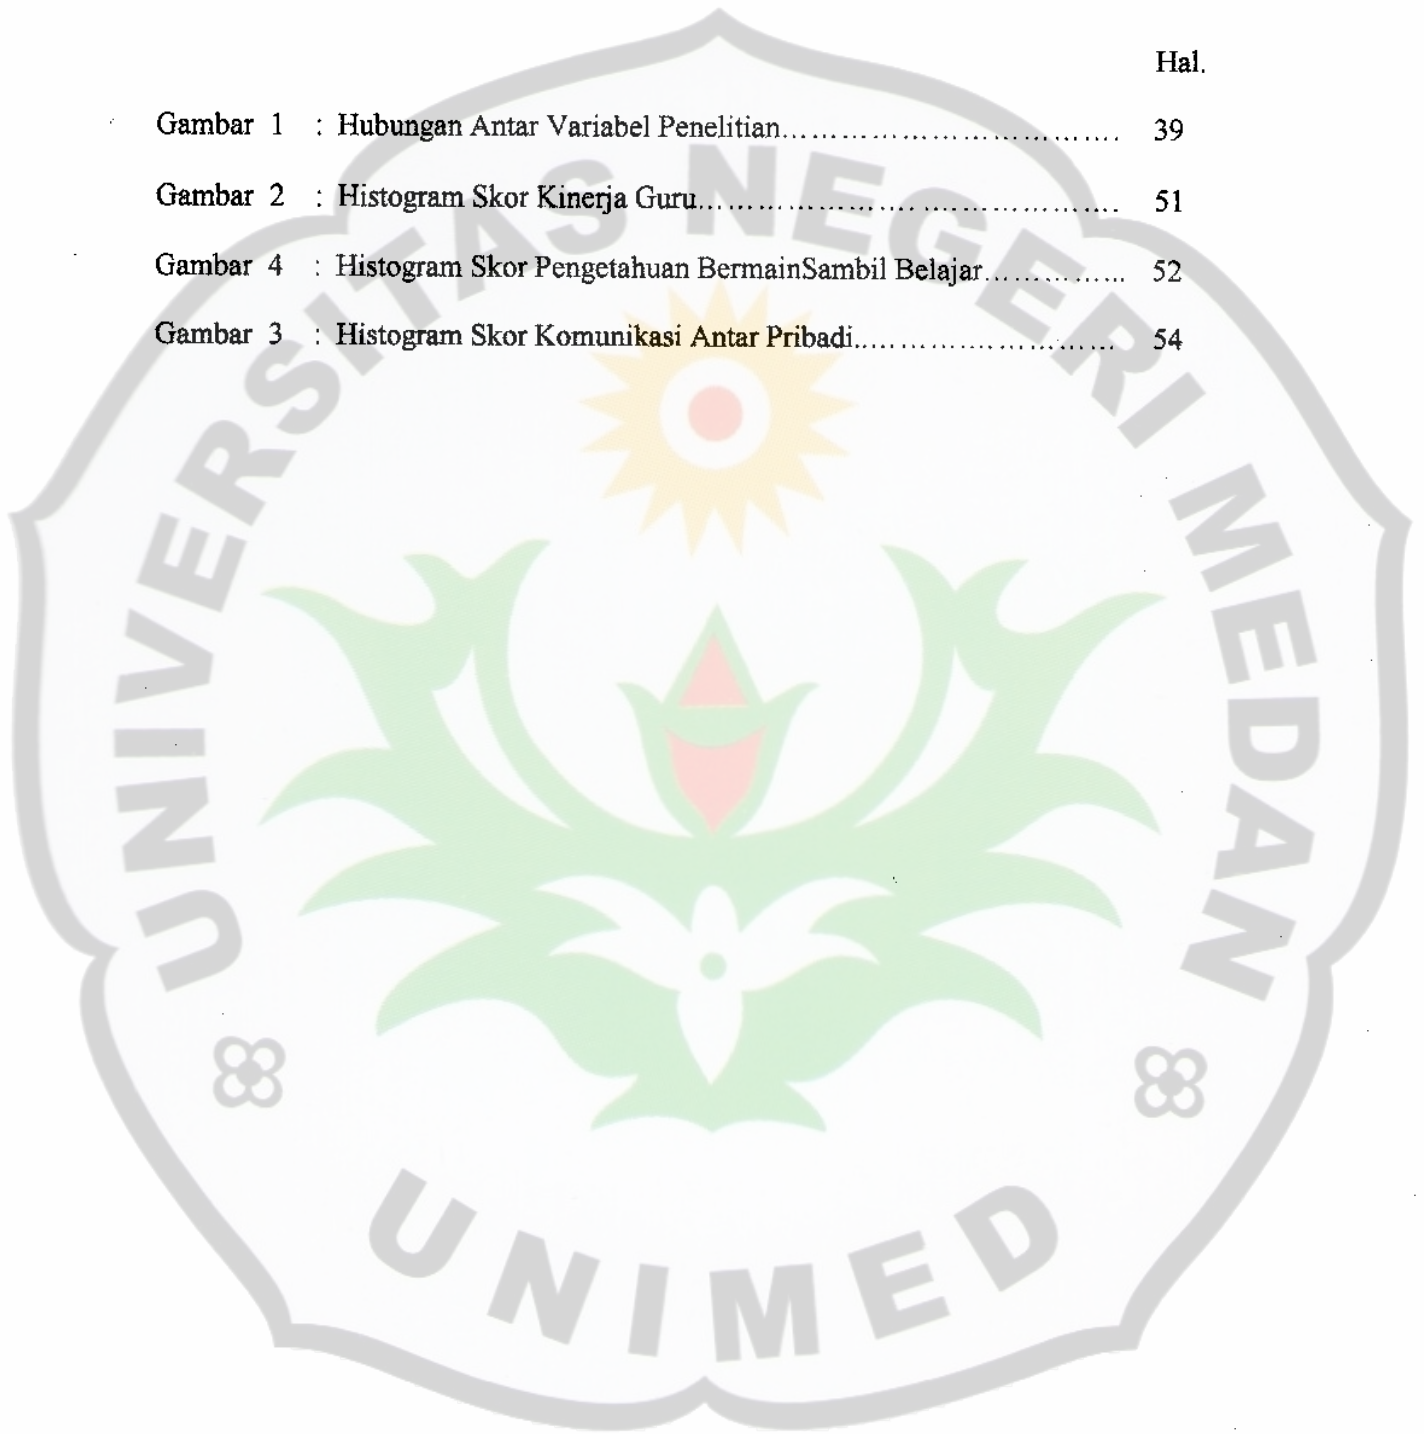 Hal.
Gambar 1 : Hubungan Antar Variabel Penelitian.................................... 39
Gambar 2 : Histogram Skor Kinerja Guru............................................. 51
Gambar 4 : Histogram Skor Pengetahuan BermainSambil Belajar............... 52
Gambar 3 : Histogram Skor Komunikasi Antar Pribadi............................ 54
UNIVERSITAS NEGERI MEDAN
UNIMED